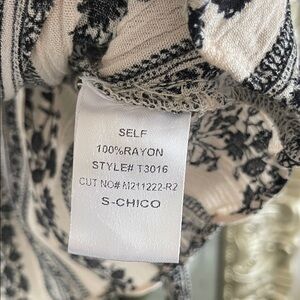 SELF
100%RAYON
STYLE# T3016
CUT NO# M211222-R2
S-CHICO